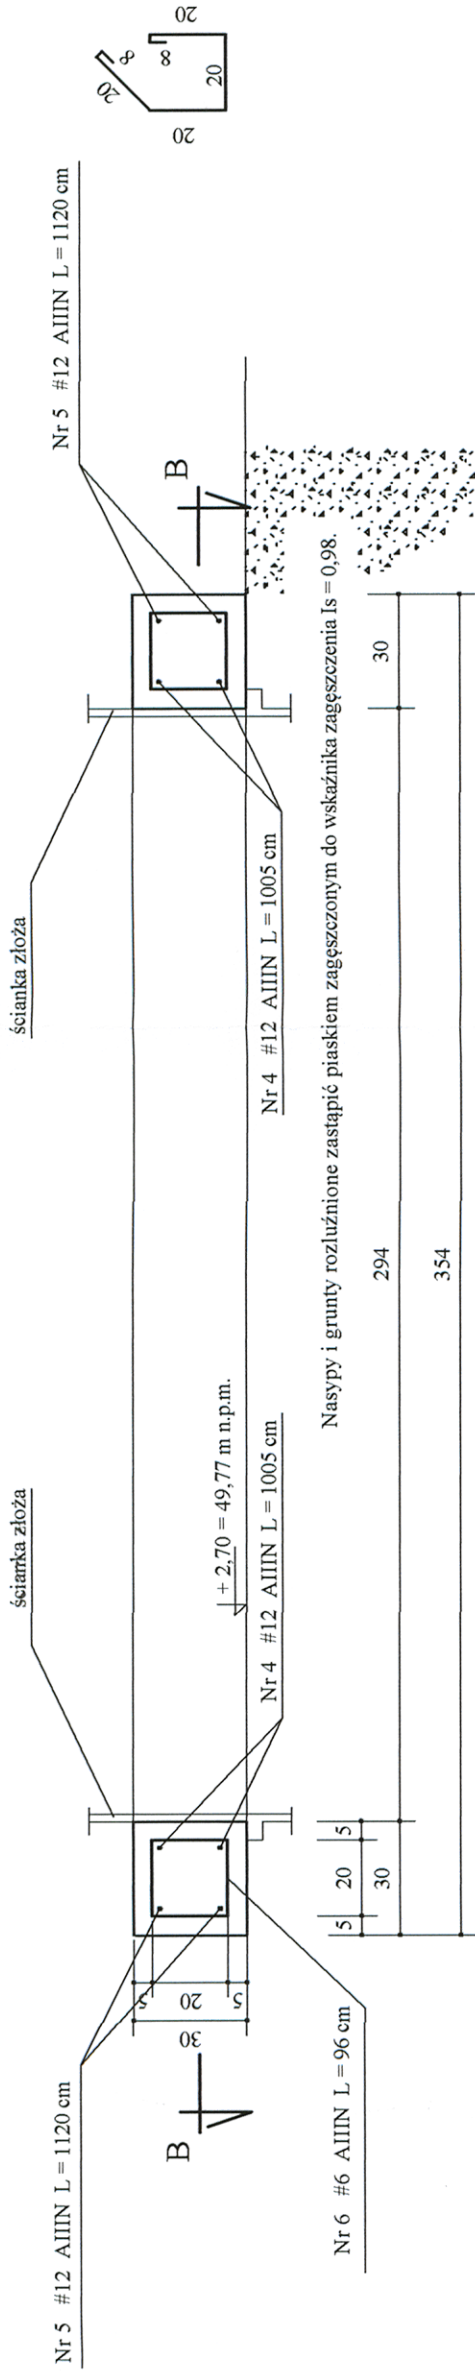 Nr 5 #12 AIIIN L = 1120 cm
ścianka złoża
ścianka złoża
Nr 5 #12 AIIIN L = 1120 cm
20
8
8
20
20
20
B
B
5
20
5
30
+ 2,70 = 49,77 m n.p.m.
Nr 4 #12 AIIIN L = 1005 cm
Nr 4 #12 AIIIN L = 1005 cm
Nasypy i grunty rozluźnione zastąpić piaskiem zagęszczonym do wskaźnika zagęszczenia Is = 0,98.
Nr 6 #6 AIIIN L = 96 cm
5
20
5
30
294
30
354